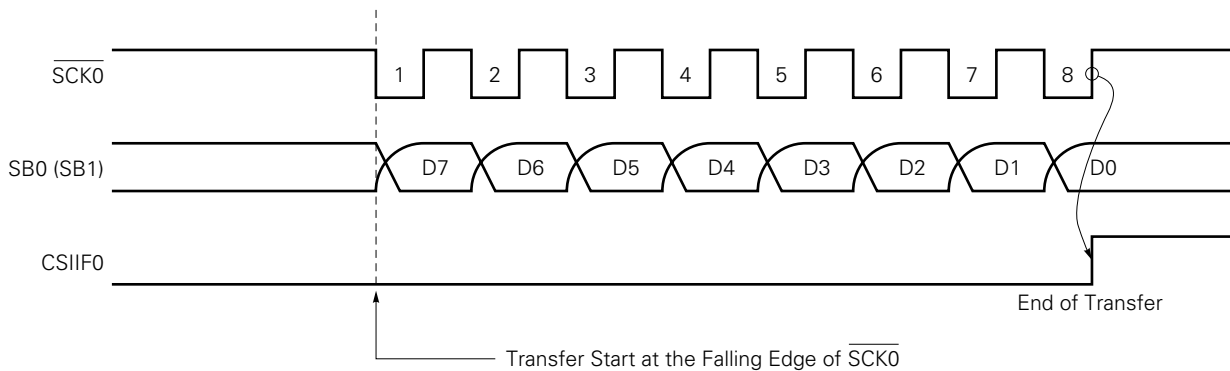 SCK0
1 2 3 4 5 6 7 8
SB0 (SB1)
D7 D6 D5 D4 D3 D2 D1 D0
CSIIF0
End of Transfer
Transfer Start at the Falling Edge of SCK0